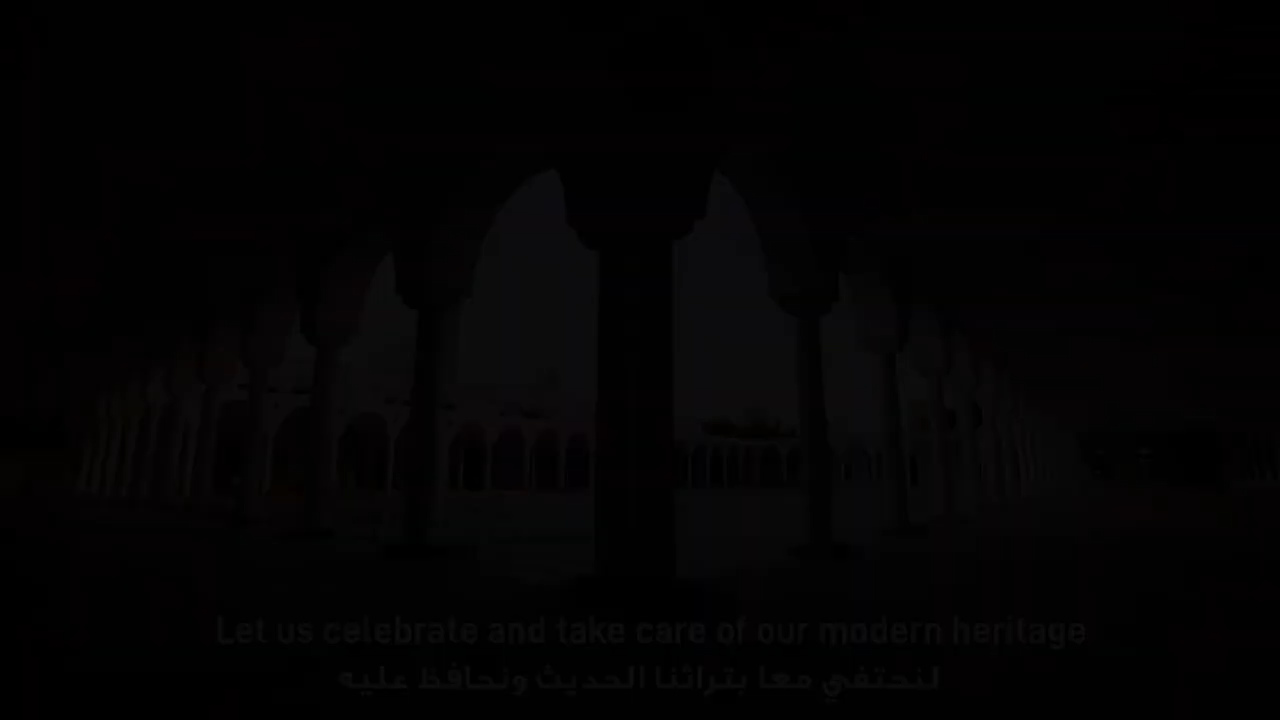 Let us celebrate and take care of our modern heritage
لنحتفي معا بتراثنا الحديث ونحافظ عليه